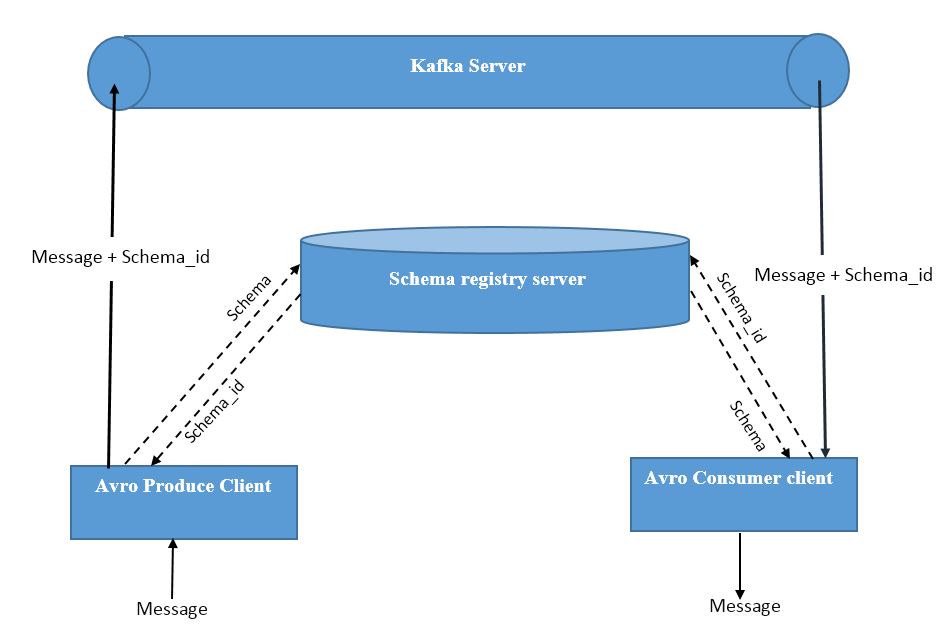 Kafka Server
Message + Schema_id
Schema
Schema registry server
Schema_id
Message + Schema_id
Schema_id
Schema
Avro Produce Client
Avro Consumer client
Message
Message